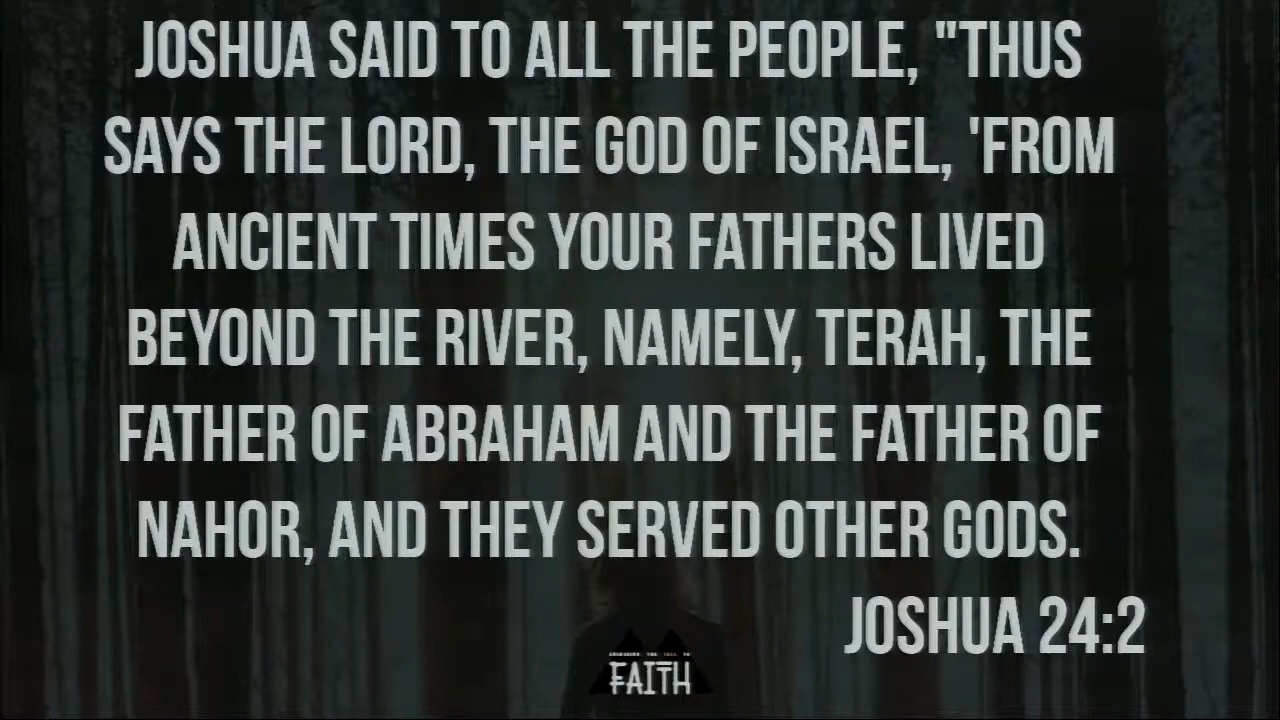 JOSHUA SAID TO ALL THE PEOPLE, "THUS
SAYS THE LORD, THE GOD OF ISRAEL, 'FROM
ANCIENT TIMES YOUR FATHERS LIVED
BEYOND THE RIVER, NAMELY, TERAH, THE
FATHER OF ABRAHAM AND THE FATHER OF
NAHOR, AND THEY SERVED OTHER GODS.
JOSHUA 24:2
FAITH